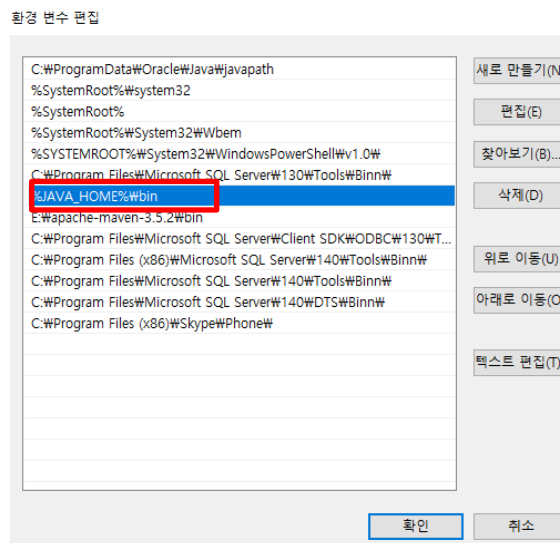 환경 변수 편집
C:₩ProgramData₩Oracle₩Java₩javapath
%SystemRoot%₩system32
%SystemRoot%
%SystemRoot%₩System32₩Wbem
%SYSTEMROOT%₩System32₩WindowsPowerShell₩v1.0₩
C:₩Program Files₩Microsoft SQL Server₩130₩Tools₩Binn₩
%JAVA_HOME%₩bin
E:₩apache-maven-3.5.2₩bin
C:₩Program Files₩Microsoft SQL Server₩Client SDK₩ODBC₩130₩T...
C:₩Program Files (x86)₩Microsoft SQL Server₩140₩Tools₩Binn₩
C:₩Program Files₩Microsoft SQL Server₩140₩Tools₩Binn₩
C:₩Program Files₩Microsoft SQL Server₩140₩DTS₩Binn₩
C:₩Program Files (x86)₩Skype₩Phone₩
새로 만들기(N
편집(E)
찾아보기(B)...
삭제(D)
위로 이동(U)
아래로 이동(O
텍스트 편집(T)
확인
취소